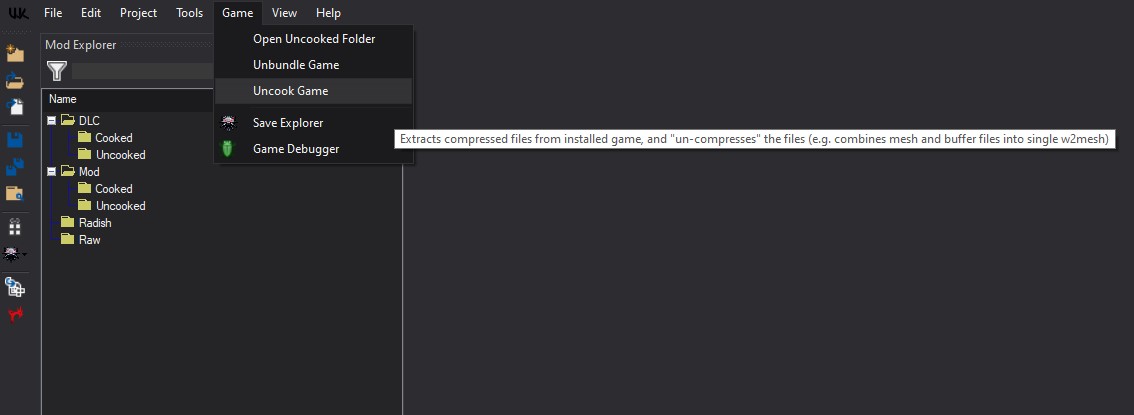 File Edit Project Tools Game View Help
Mod Explorer
Open Uncooked Folder
Unbundle Game
Uncook Game
Save Explorer
Game Debugger
Extracts compressed files from installed game, and "un-compresses" the files (e.g. combines mesh and buffer files into single w2mesh)
Name
DLC
Cooked
Uncooked
Mod
Cooked
Uncooked
Radish
Raw